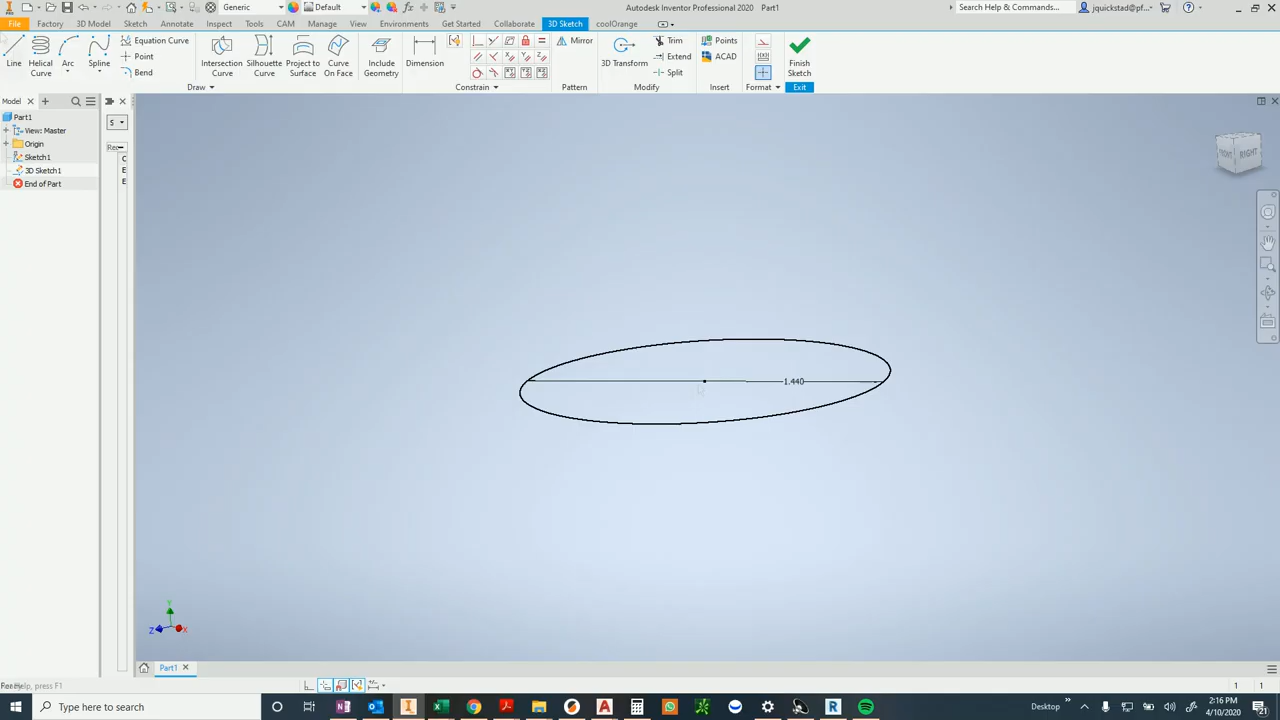 Generic
Default
Autodesk Inventor Professional 2020 Part1
Search Help & Commands...
jquickstad@pf...
File Factory 3D Model Sketch Annotate Inspect Tools CAM Manage View Environments Get Started Collaborate 3D Sketch coolOrange
Line
Helical Curve
Arc
Spline
Equation Curve
Point
Bend
Intersection Curve
Silhouette Curve
Project to Surface
Curve On Face
Include Geometry
Dimension
Mirror
3D Transform
Trim
Extend
Split
Points
ACAD
Finish Sketch
Draw Constrain Pattern Modify Insert Format Exit
Model
Part1
View: Master
Origin
Sketch1
3D Sketch1
End of Part
S
C
E
E
FRONT RIGHT
1.440
Y
Z
X
Part1
1 1
Type here to search
Desktop
2:16 PM
4/10/2020